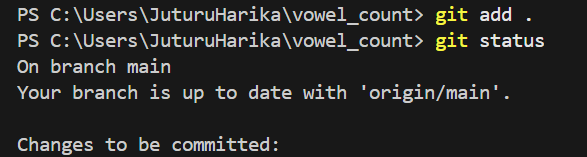 PS C:\Users\JuturuHarika\vowel_count> git add .
PS C:\Users\JuturuHarika\vowel_count> git status
On branch main
Your branch is up to date with 'origin/main'.
Changes to be committed: